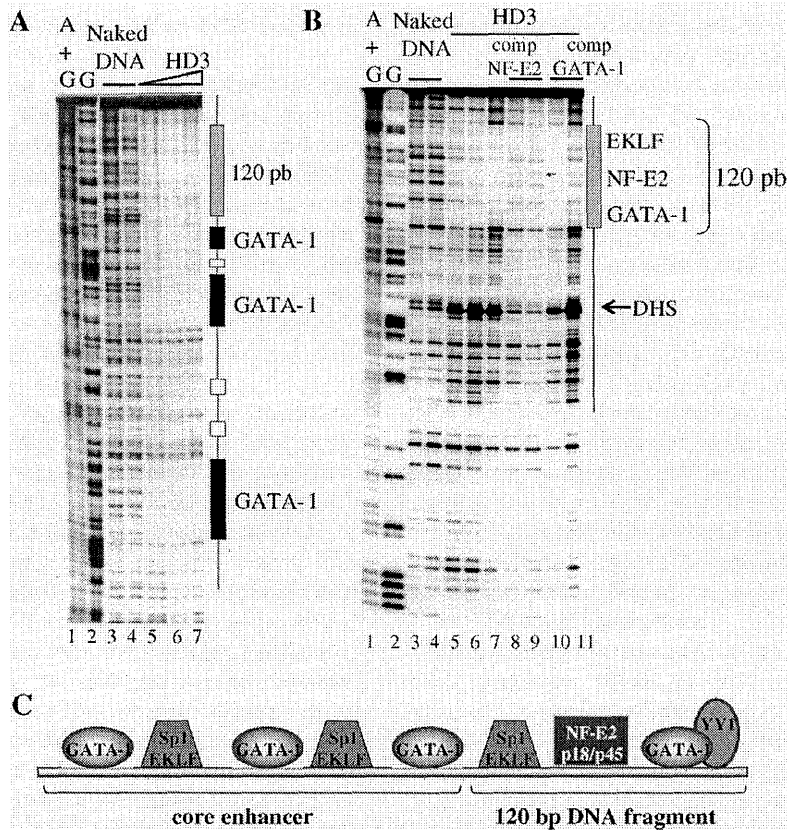 A
A
+
G G
Naked
DNA
HD3
120 pb
GATA-1
GATA-1
GATA-1
1 2 3 4 5 6 7
B
A
+
G G
Naked
DNA
HD3
comp
NF-E2
comp
GATA-1
EKLF
NF-E2
GATA-1
120 pb
DHS
1 2 3 4 5 6 7 8 9 10 11
C
GATA-1
Sp1
EKLF
GATA-1
Sp1
EKLF
GATA-1
Sp1
EKLF
NF-E2
p18/p45
GATA-1
YY1
core enhancer
120 bp DNA fragment